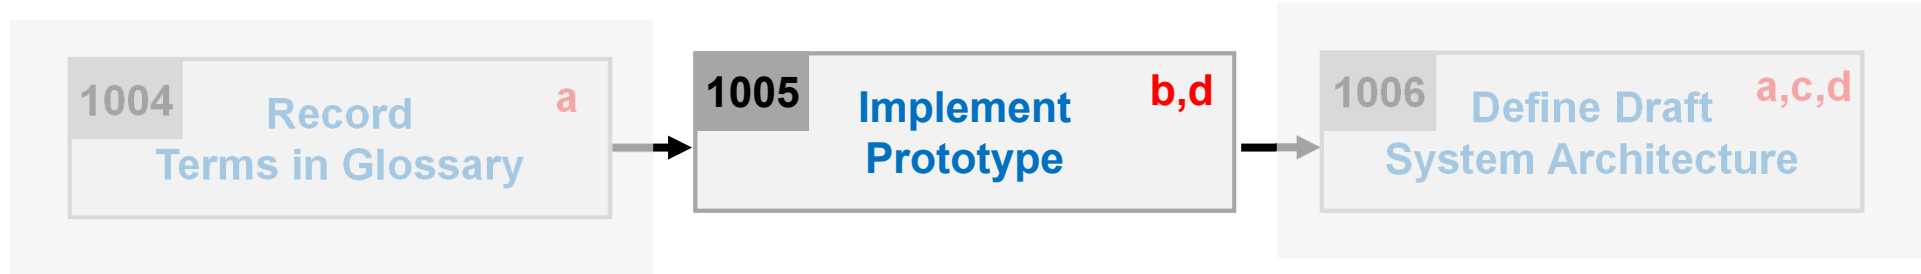 1004
a
Record
Terms in Glossary
1005
b,d
Implement
Prototype
1006
a,c,d
Define Draft
System Architecture